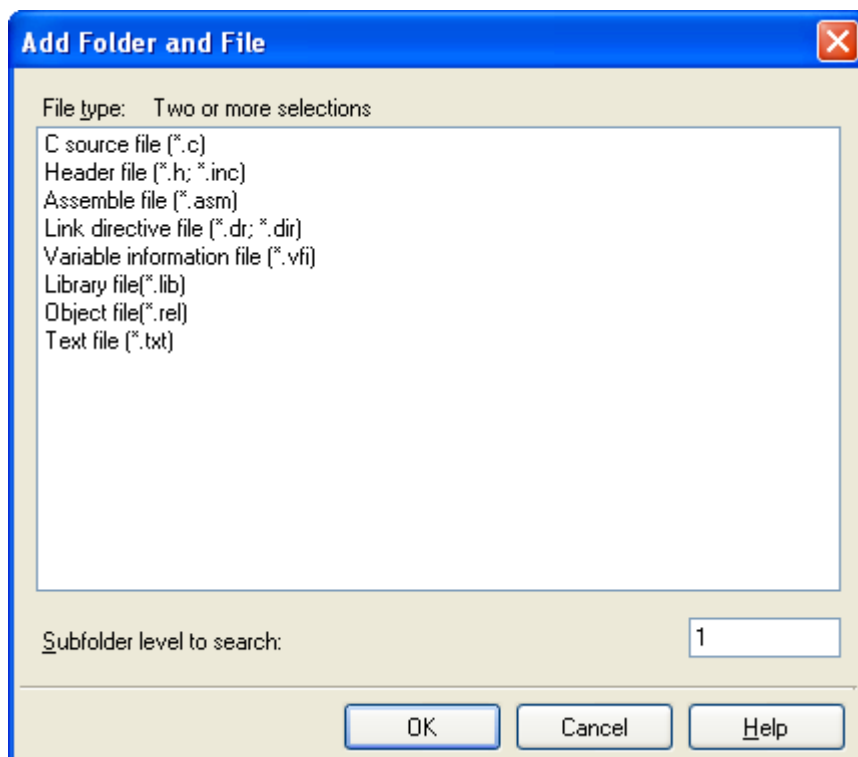 Add Folder and File
File type: Two or more selections
C source file (*.c)
Header file (*.h; *.inc)
Assemble file (*.asm)
Link directive file (*.dr; *.dir)
Variable information file (*.vfi)
Library file(*.lib)
Object file(*.rel)
Text file (*.txt)
Subfolder level to search: 1
OK Cancel Help